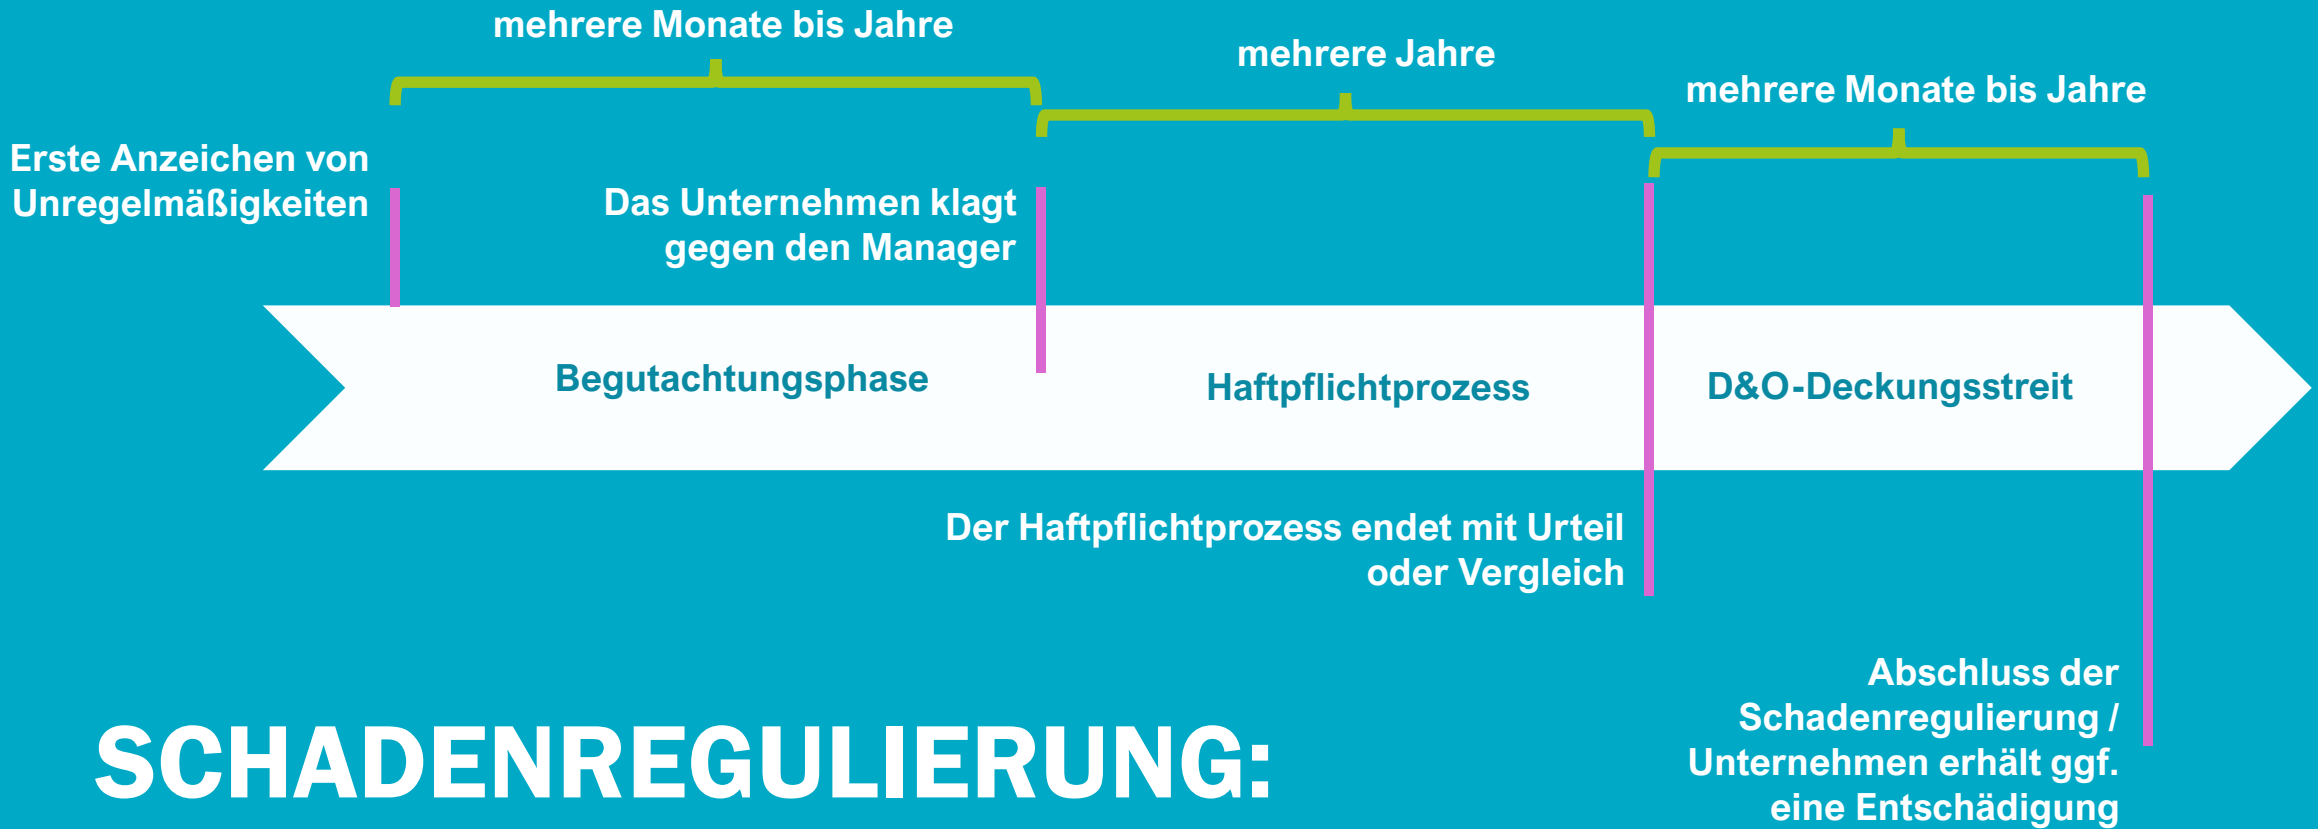 mehrere Monate bis Jahre
mehrere Jahre
mehrere Monate bis Jahre
Erste Anzeichen von
Unregelmäßigkeiten
Das Unternehmen klagt
gegen den Manager
Begutachtungsphase
Haftpflichtprozess
D&O-Deckungsstreit
Der Haftpflichtprozess endet mit Urteil
oder Vergleich
Abschluss der
Schadenregulierung /
Unternehmen erhält ggf.
eine Entschädigung
SCHADENREGULIERUNG: